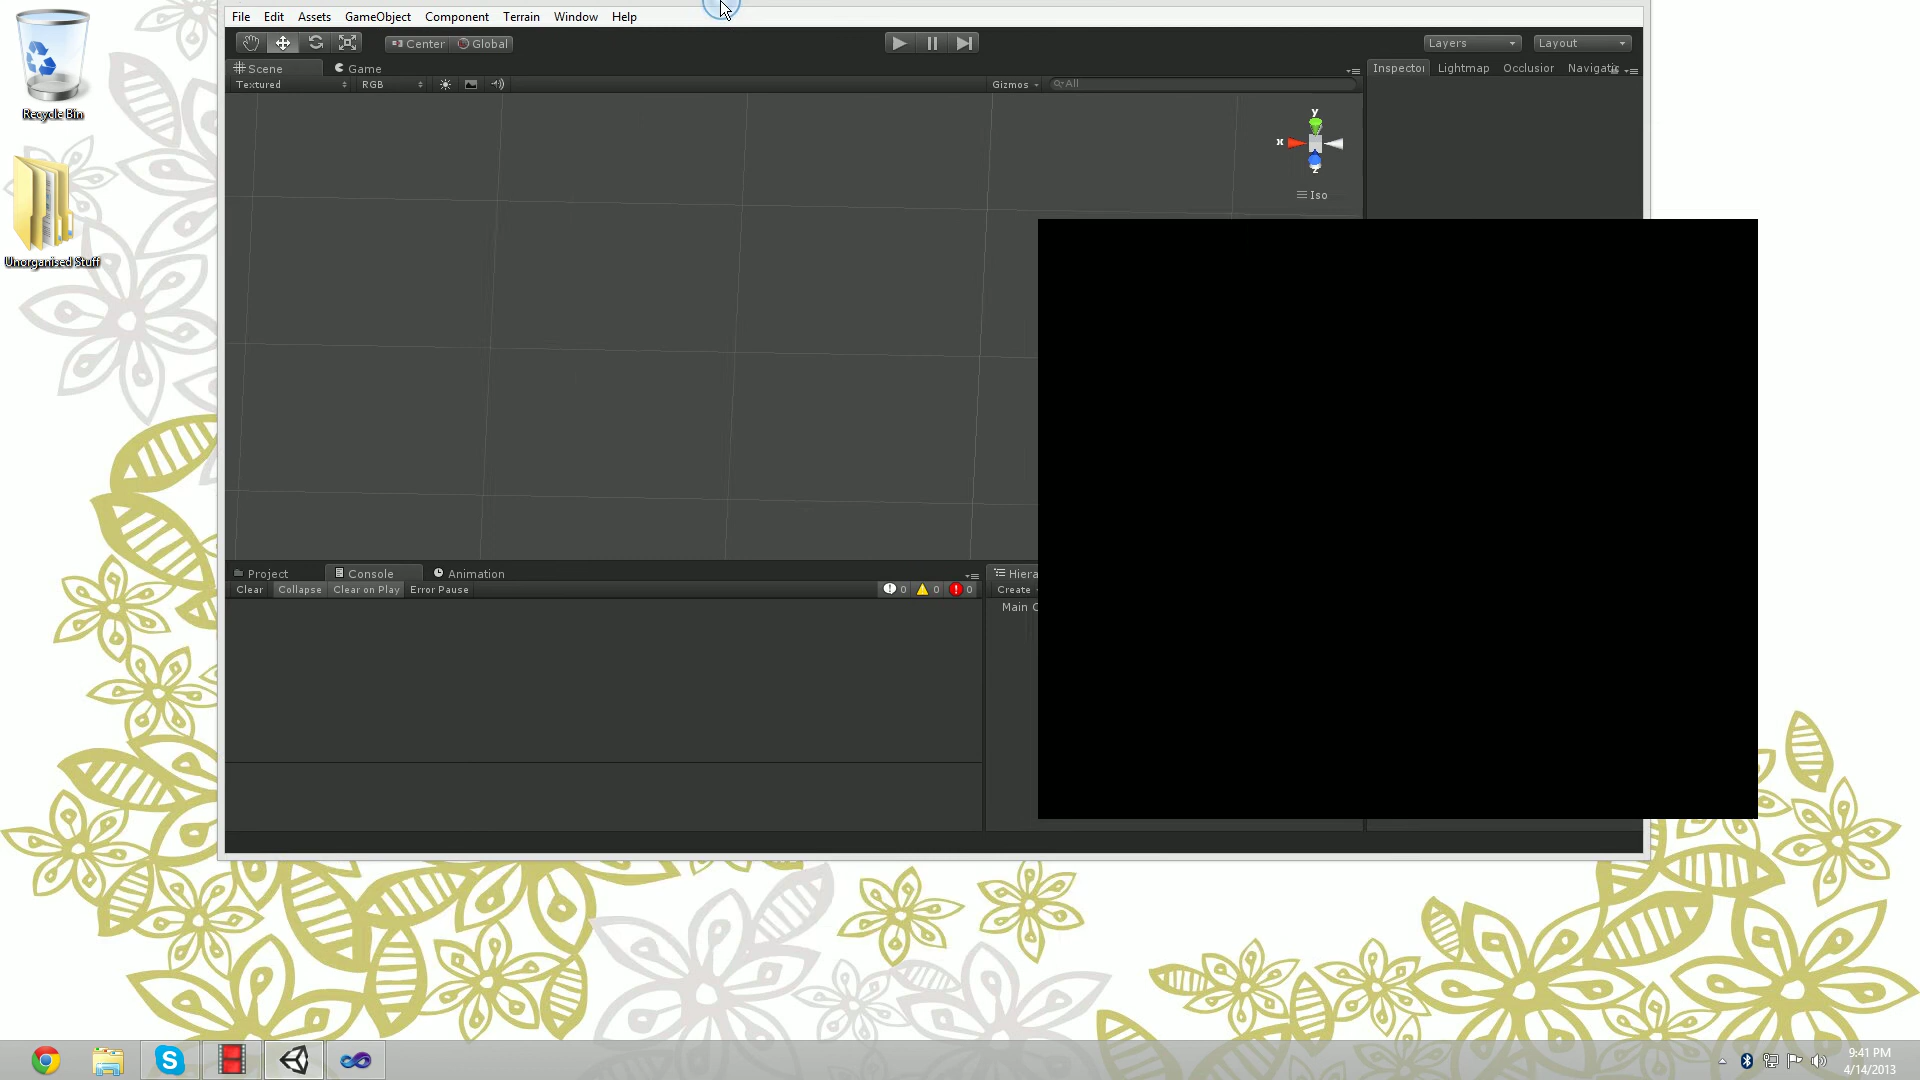 File Edit Assets GameObject Component Terrain Window Help
Center Global
Layers Layout
Scene Game
Inspector Lightmap Occlusion
Textured RGB
Gizmos All
y
x
z
Iso
Recycle Bin
Unorganised Stuff
Project Console Animation
Clear Collapse Clear on Play Error Pause 0 0 0
Create
Main
9:41 PM
4/14/2013